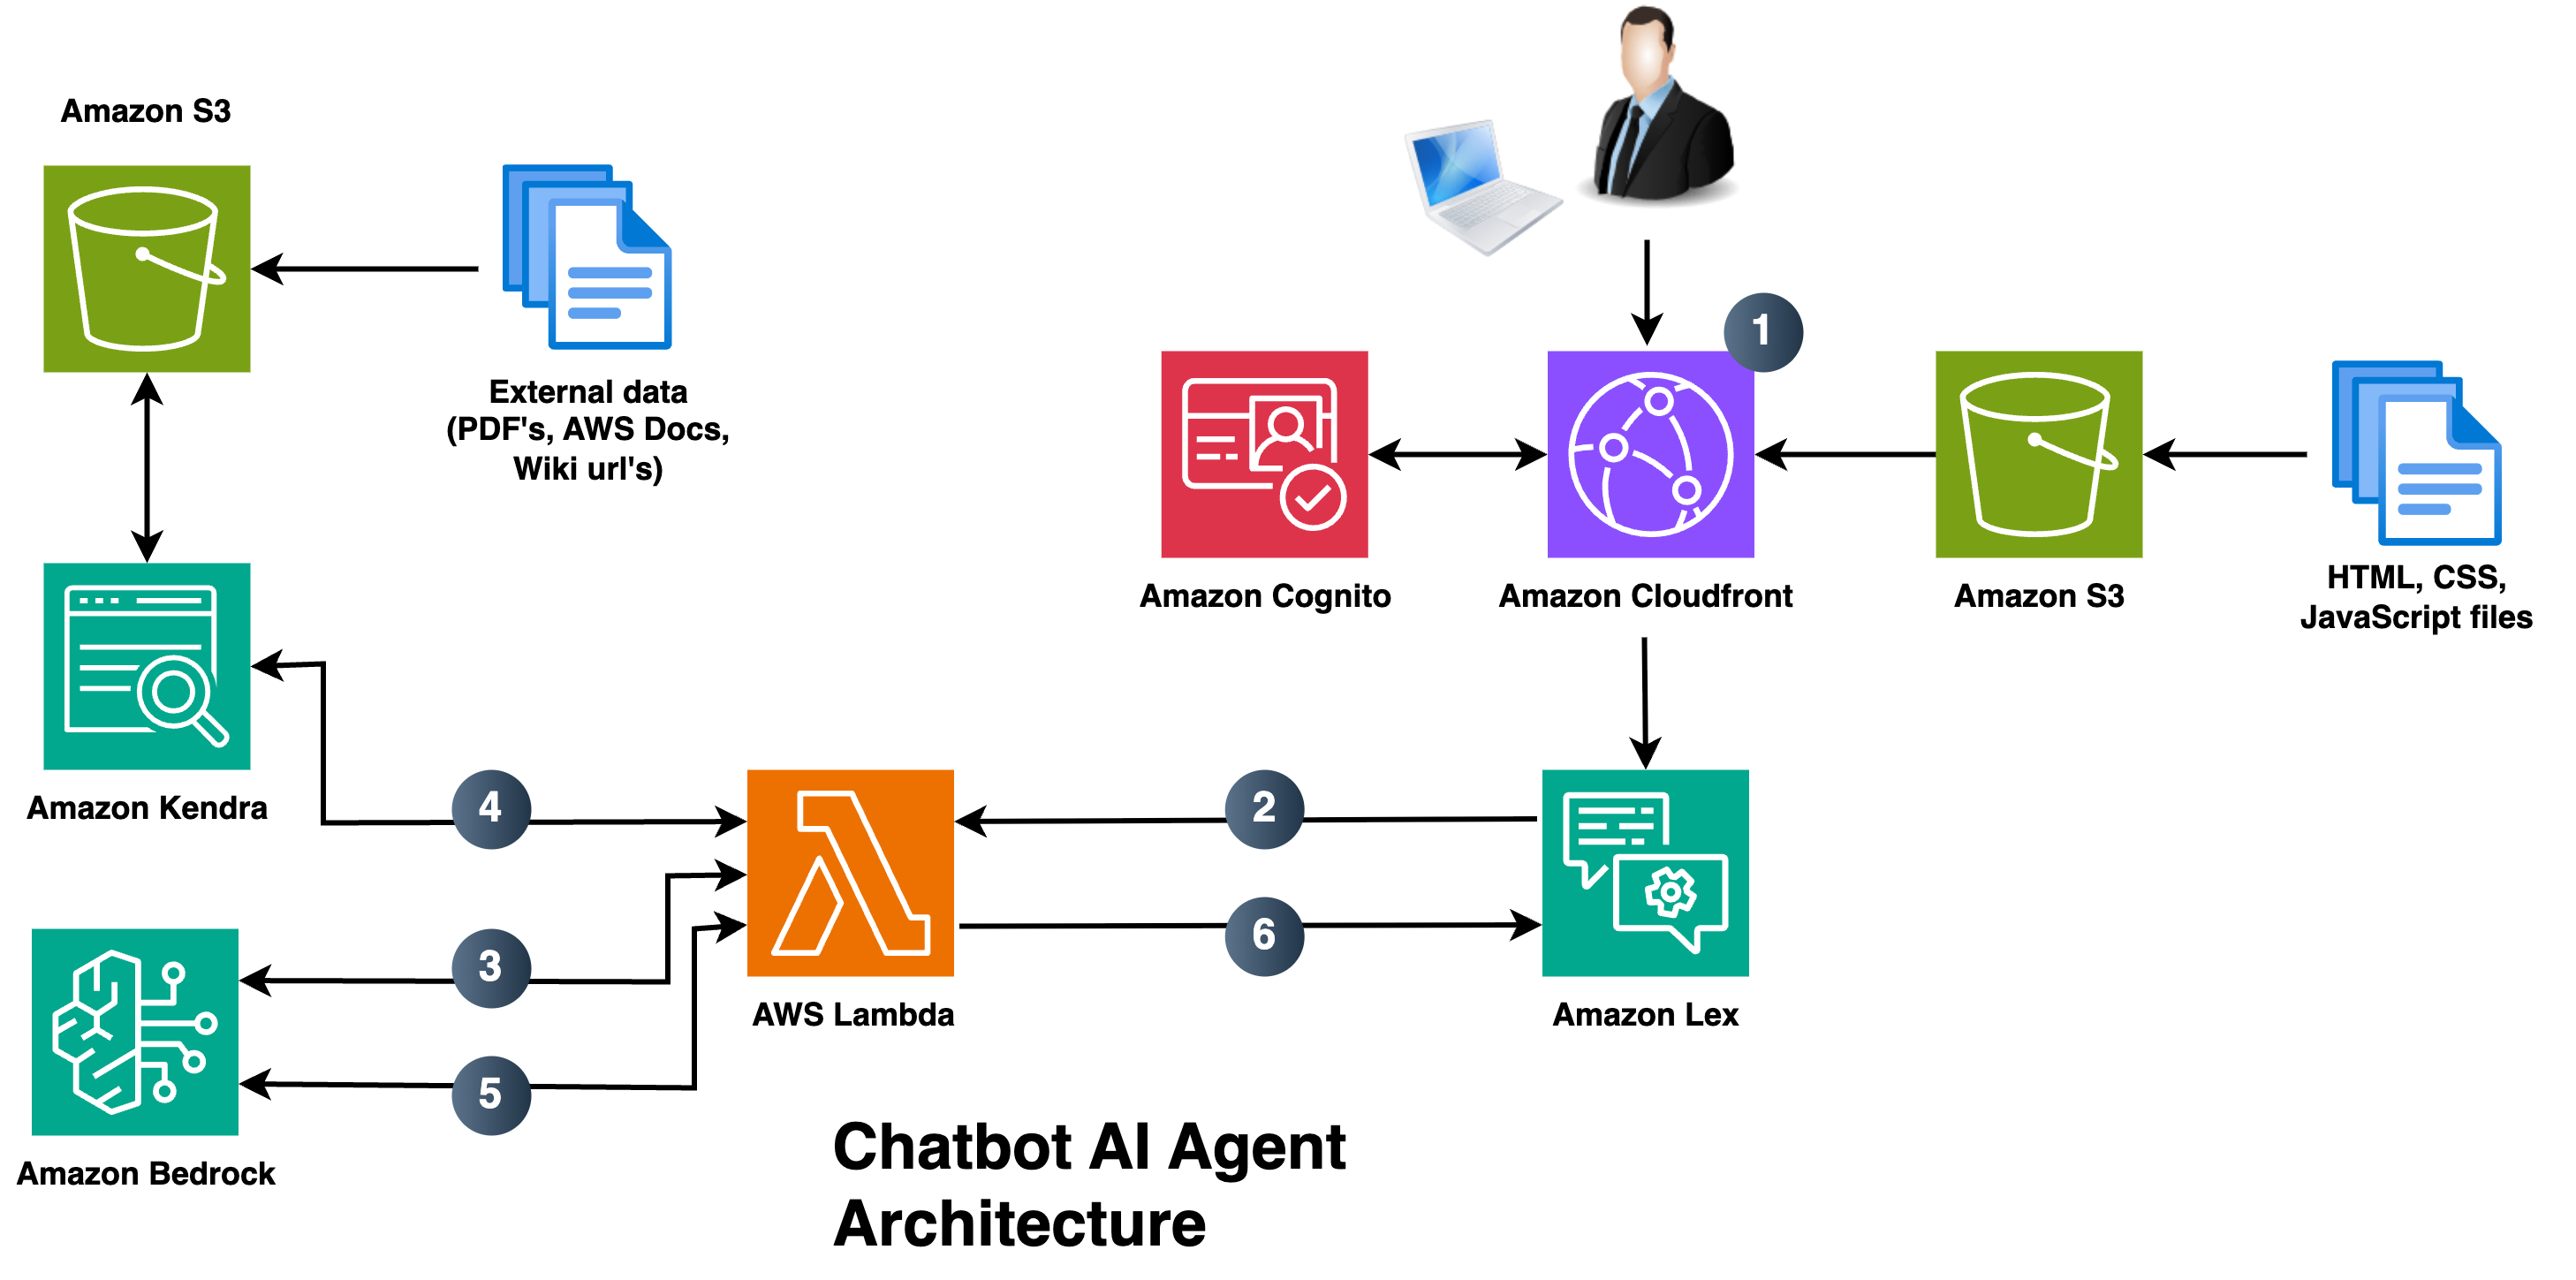 Amazon S3
External data
(PDF's, AWS Docs,
Wiki url's)
1
Amazon Cognito
Amazon Cloudfront
Amazon S3
HTML, CSS,
JavaScript files
Amazon Kendra
4
2
3
6
5
AWS Lambda
Amazon Lex
Amazon Bedrock
Chatbot AI Agent
Architecture